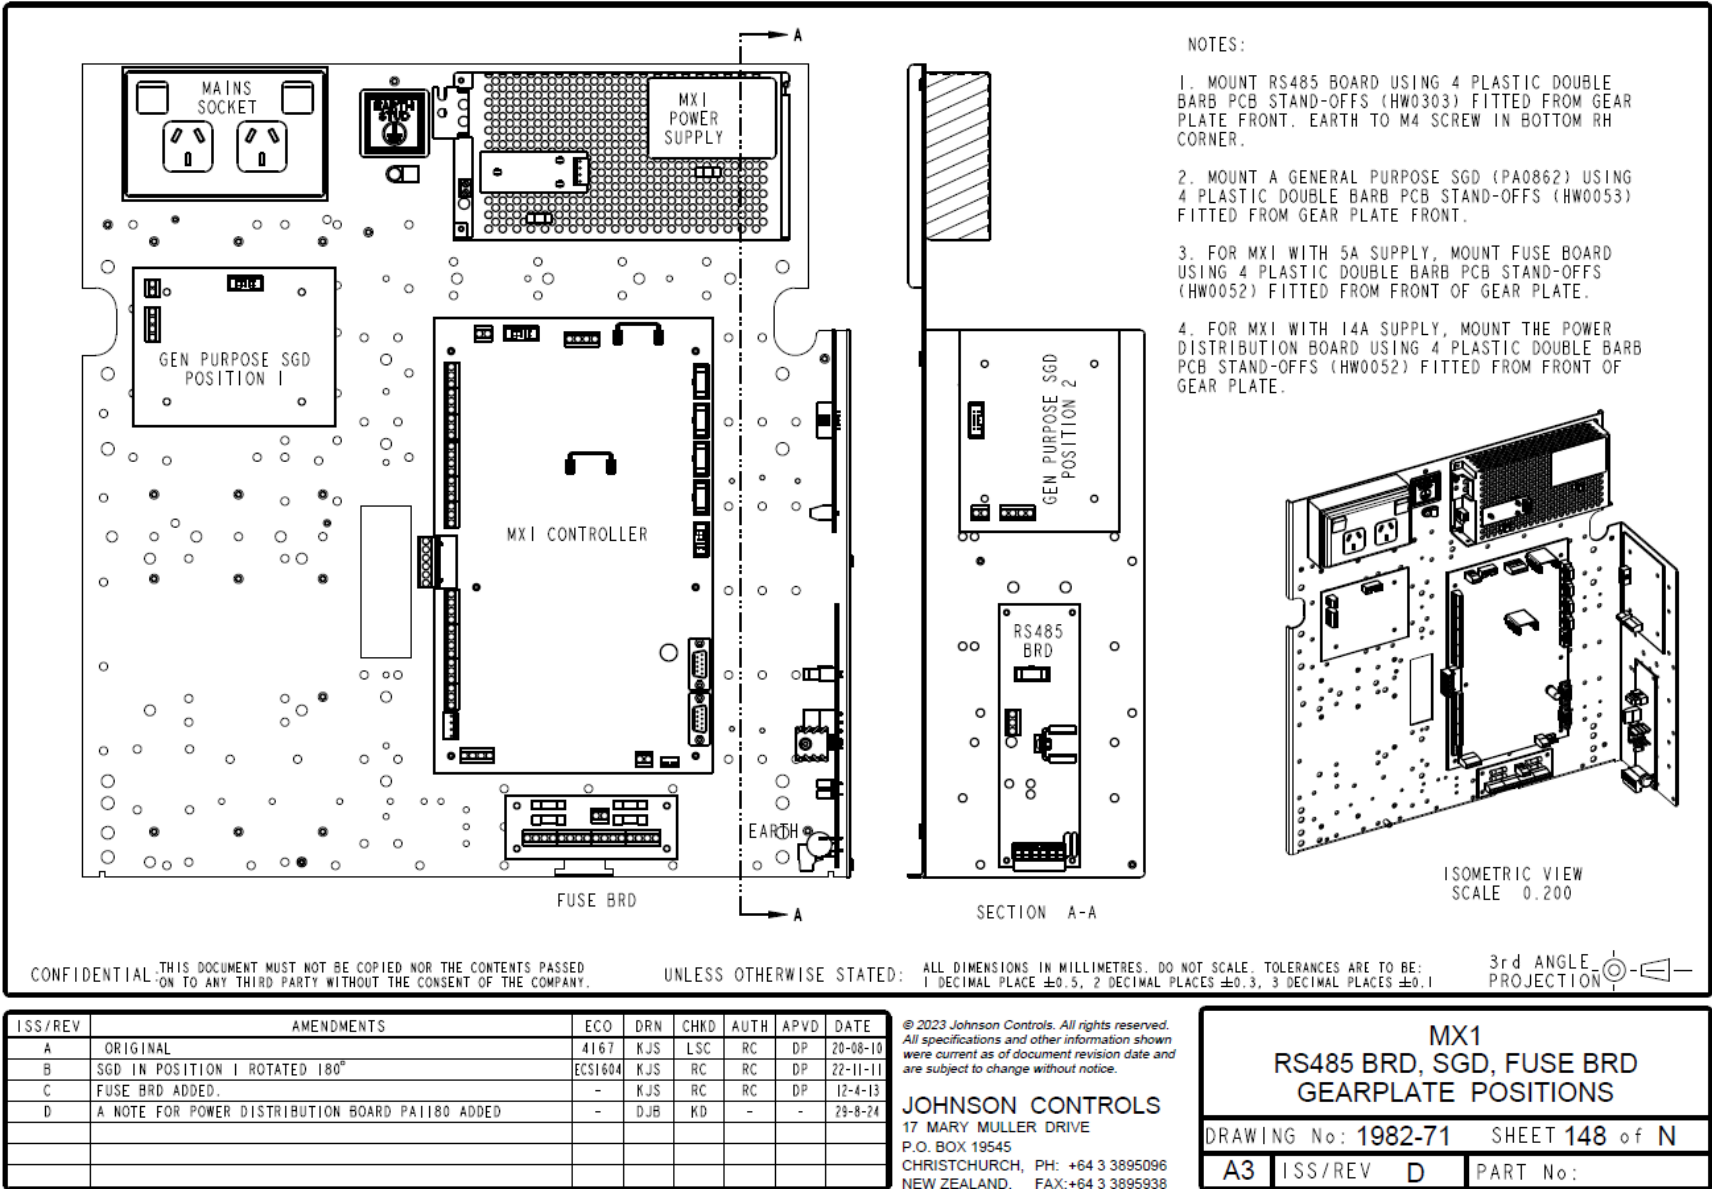 A
MAINS
SOCKET
EARTH
STUD
MX1
POWER
SUPPLY
GEN PURPOSE SGD
POSITION 1
MX1 CONTROLLER
EARTH
FUSE BRD
A
GEN PURPOSE SGD
POSITION 2
RS485
BRD
SECTION A-A
NOTES:
1. MOUNT RS485 BOARD USING 4 PLASTIC DOUBLE
BARB PCB STAND-OFFS (HW0303) FITTED FROM GEAR
PLATE FRONT. EARTH TO M4 SCREW IN BOTTOM RH
CORNER.
2. MOUNT A GENERAL PURPOSE SGD (PA0862) USING
4 PLASTIC DOUBLE BARB PCB STAND-OFFS (HW0053)
FITTED FROM GEAR PLATE FRONT.
3. FOR MX1 WITH 5A SUPPLY, MOUNT FUSE BOARD
USING 4 PLASTIC DOUBLE BARB PCB STAND-OFFS
(HW0052) FITTED FROM FRONT OF GEAR PLATE.
4. FOR MX1 WITH 14A SUPPLY, MOUNT THE POWER
DISTRIBUTION BOARD USING 4 PLASTIC DOUBLE BARB
PCB STAND-OFFS (HW0052) FITTED FROM FRONT OF
GEAR PLATE.
ISOMETRIC VIEW
SCALE 0.200
CONFIDENTIAL. THIS DOCUMENT MUST NOT BE COPIED NOR THE CONTENTS PASSED
ON TO ANY THIRD PARTY WITHOUT THE CONSENT OF THE COMPANY.
UNLESS OTHERWISE STATED: ALL DIMENSIONS IN MILLIMETRES. DO NOT SCALE. TOLERANCES ARE TO BE:
1 DECIMAL PLACE ±0.5, 2 DECIMAL PLACES ±0.3, 3 DECIMAL PLACES ±0.1
3rd ANGLE
PROJECTION
ISS/REV AMENDMENTS ECO DRN CHKD AUTH APVD DATE
A ORIGINAL 4167 KJS LSC RC DP 20-08-10
B SGD IN POSITION 1 ROTATED 180° ECS1604 KJS RC RC DP 22-11-11
C FUSE BRD ADDED. - KJS RC RC DP 12-4-13
D A NOTE FOR POWER DISTRIBUTION BOARD PA1180 ADDED - DJB KD - - 29-8-24
© 2023 Johnson Controls. All rights reserved.
All specifications and other information shown
were current as of document revision date and
are subject to change without notice.
JOHNSON CONTROLS
17 MARY MULLER DRIVE
P.O. BOX 19545
CHRISTCHURCH, PH: +64 3 3895096
NEW ZEALAND. FAX:+64 3 3895938
MX1
RS485 BRD, SGD, FUSE BRD
GEARPLATE POSITIONS
DRAWING No: 1982-71 SHEET 148 of N
A3 ISS/REV D PART No: